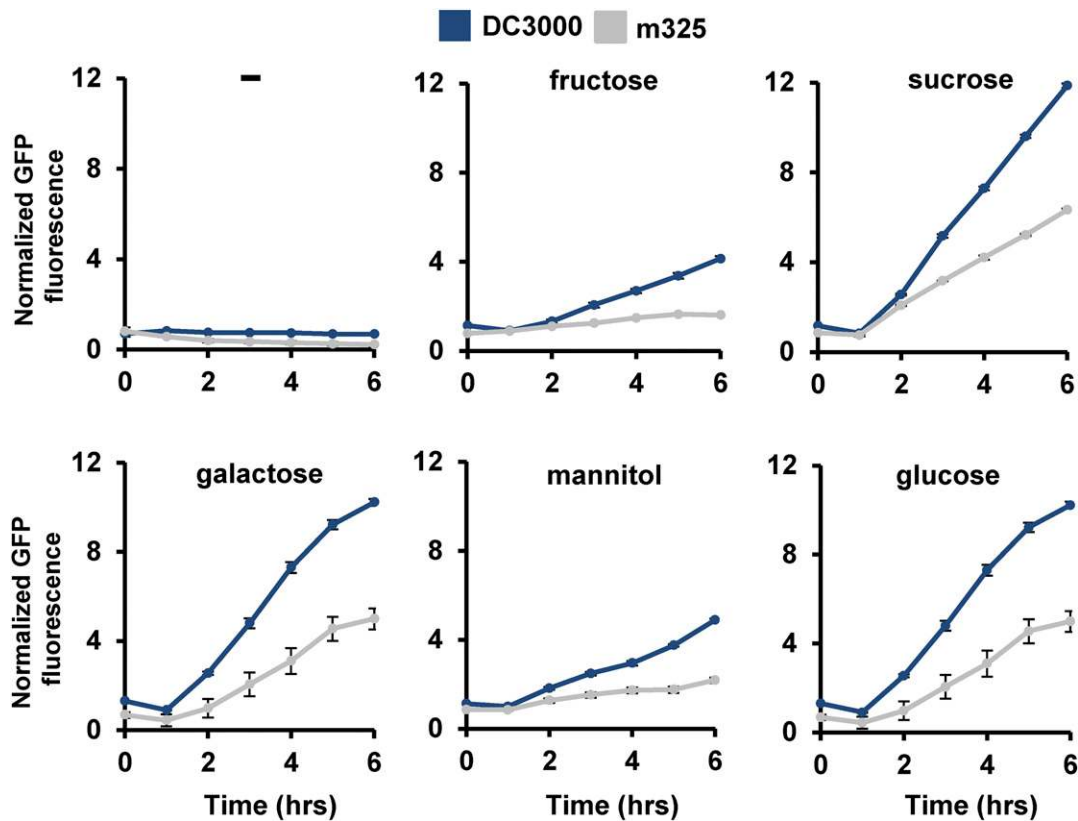 DC3000 m325
– fructose sucrose
12 12 12
8 8 8
4 4 4
0 0 0
0 2 4 6 0 2 4 6 0 2 4 6
Normalized GFP
fluorescence
galactose mannitol glucose
12 12 12
8 8 8
4 4 4
0 0 0
0 2 4 6 0 2 4 6 0 2 4 6
Normalized GFP
fluorescence
Time (hrs) Time (hrs) Time (hrs)